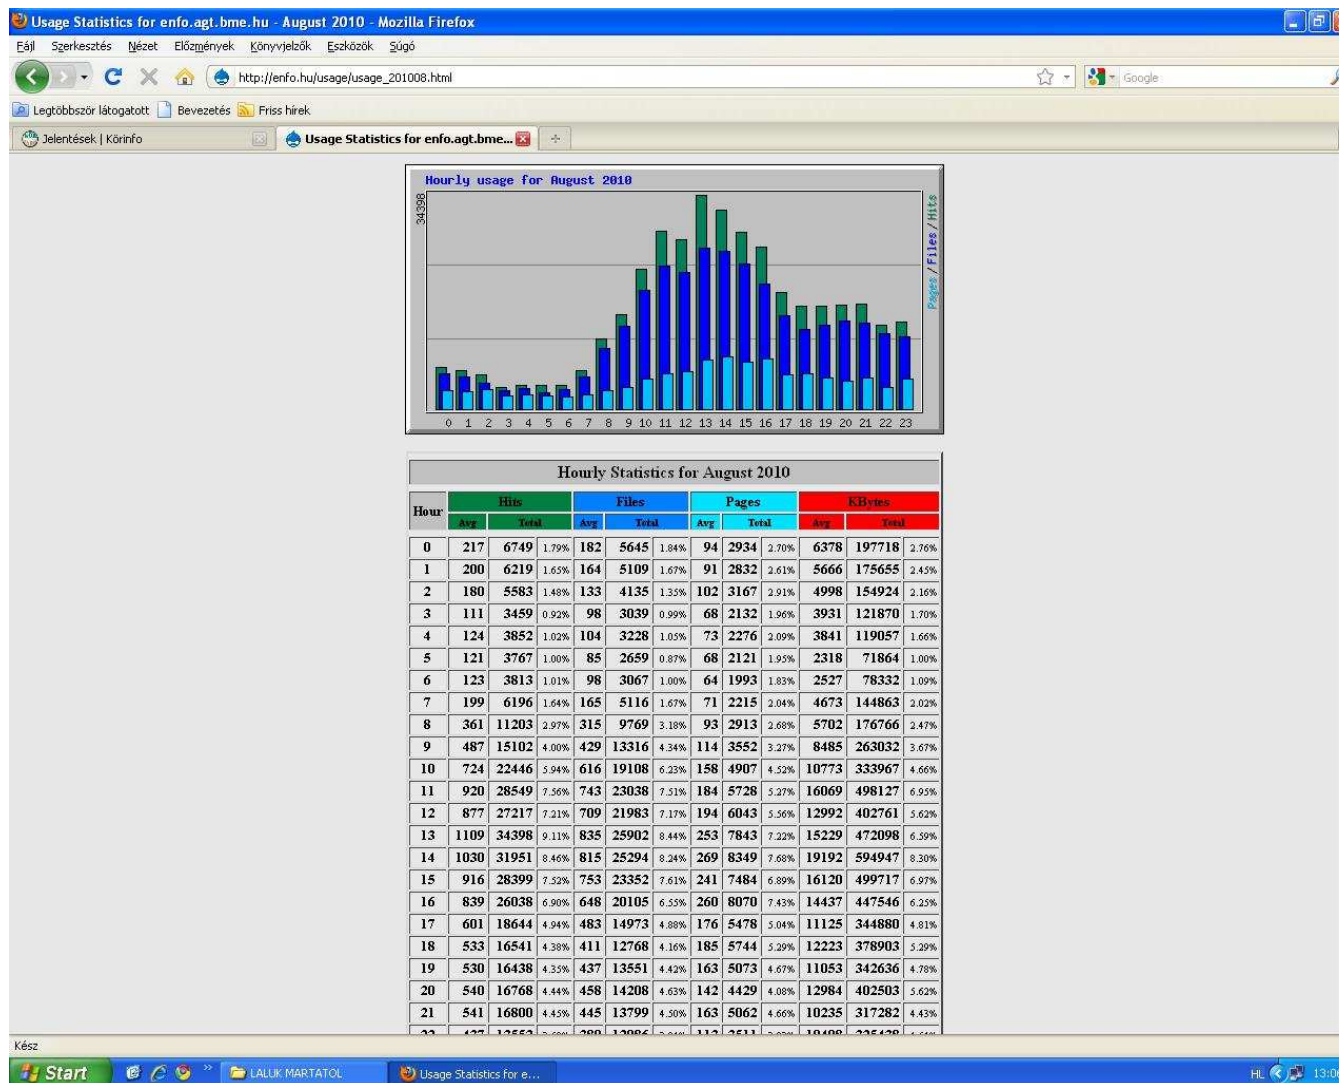 Usage Statistics for enfo.agt.bme.hu - August 2010 - Mozilla Firefox
Fájl Szerkesztés Nézet Előzmények Könyvjelzők Eszközök Súgó
http://enfo.hu/usage/usage_201008.html Google
Legtöbbször látogatott Bevezetés Friss hírek
Jelentések | Körinfo Usage Statistics for enfo.agt.bme...
Hourly usage for August 2010
34398
Pages / Files / Hits
0 1 2 3 4 5 6 7 8 9 10 11 12 13 14 15 16 17 18 19 20 21 22 23
Hourly Statistics for August 2010
Hour Hits Files Pages KBytes
Avg Total Avg Total Avg Total Avg Total
0 217 6749 1.79% 182 5645 1.84% 94 2934 2.70% 6378 197718 2.76%
1 200 6219 1.65% 164 5109 1.67% 91 2832 2.61% 5666 175655 2.45%
2 180 5583 1.48% 133 4135 1.35% 102 3167 2.91% 4998 154924 2.16%
3 111 3459 0.92% 98 3039 0.99% 68 2132 1.96% 3931 121870 1.70%
4 124 3852 1.02% 104 3228 1.05% 73 2276 2.09% 3841 119057 1.66%
5 121 3767 1.00% 85 2659 0.87% 68 2121 1.95% 2318 71864 1.00%
6 123 3813 1.01% 98 3067 1.00% 64 1993 1.83% 2527 78332 1.09%
7 199 6196 1.64% 165 5116 1.67% 71 2215 2.04% 4673 144863 2.02%
8 361 11203 2.97% 315 9769 3.18% 93 2913 2.68% 5702 176766 2.47%
9 487 15102 4.00% 429 13316 4.34% 114 3552 3.27% 8485 263032 3.67%
10 724 22446 5.94% 616 19108 6.23% 158 4907 4.52% 10773 333967 4.66%
11 920 28549 7.56% 743 23038 7.51% 184 5728 5.27% 16069 498127 6.95%
12 877 27217 7.21% 709 21983 7.17% 194 6043 5.56% 12992 402761 5.62%
13 1109 34398 9.11% 835 25902 8.44% 253 7843 7.22% 15229 472098 6.59%
14 1030 31951 8.46% 815 25294 8.24% 269 8349 7.68% 19192 594947 8.30%
15 916 28399 7.52% 753 23352 7.61% 241 7484 6.89% 16120 499717 6.97%
16 839 26038 6.90% 648 20105 6.55% 260 8070 7.43% 14437 447546 6.25%
17 601 18644 4.94% 483 14973 4.88% 176 5478 5.04% 11125 344880 4.81%
18 533 16541 4.38% 411 12768 4.16% 185 5744 5.29% 12223 378903 5.29%
19 530 16438 4.35% 437 13551 4.42% 163 5073 4.67% 11053 342636 4.78%
20 540 16768 4.44% 458 14208 4.63% 142 4429 4.08% 12984 402503 5.62%
21 541 16800 4.45% 445 13799 4.50% 163 5062 4.66% 10235 317282 4.43%
Kész
Start LALUK MARTATOL Usage Statistics for e... HL